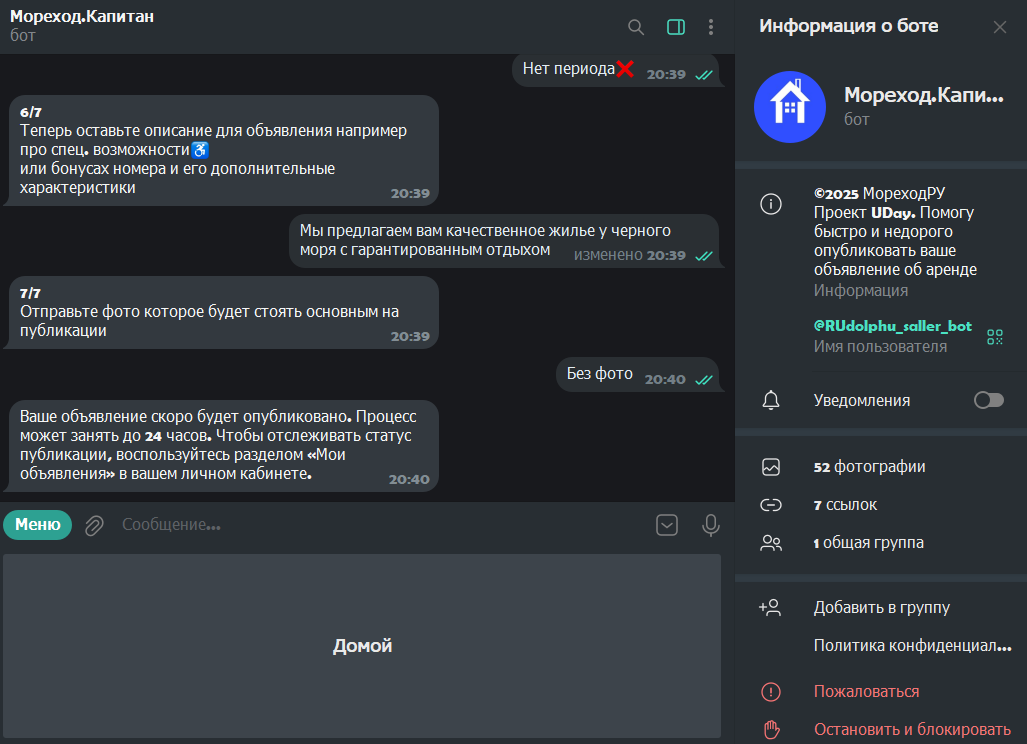 Мореход.Капитан
бот
Нет периода❌ 20:39
6/7
Теперь оставьте описание для объявления например
про спец. возможности♿
или бонусах номера и его дополнительные
характеристики
20:39
Мы предлагаем вам качественное жилье у черного
моря с гарантированным отдыхом
изменено 20:39
7/7
Отправьте фото которое будет стоять основным на
публикации
20:39
Без фото 20:40
Ваше объявление скоро будет опубликовано. Процесс
может занять до 24 часов. Чтобы отслеживать статус
публикации, воспользуйтесь разделом «Мои
объявления» в вашем личном кабинете.
20:40
Меню
Сообщение...
Домой
Информация о боте
Мореход.Капи...
бот
©2025 МореходРУ
Проект UDay. Помогу
быстро и недорого
опубликовать ваше
объявление об аренде
Информация
@RUdolphu_saller_bot
Имя пользователя
Уведомления
52 фотографии
7 ссылок
1 общая группа
Добавить в группу
Политика конфиденциал...
Пожаловаться
Остановить и блокировать